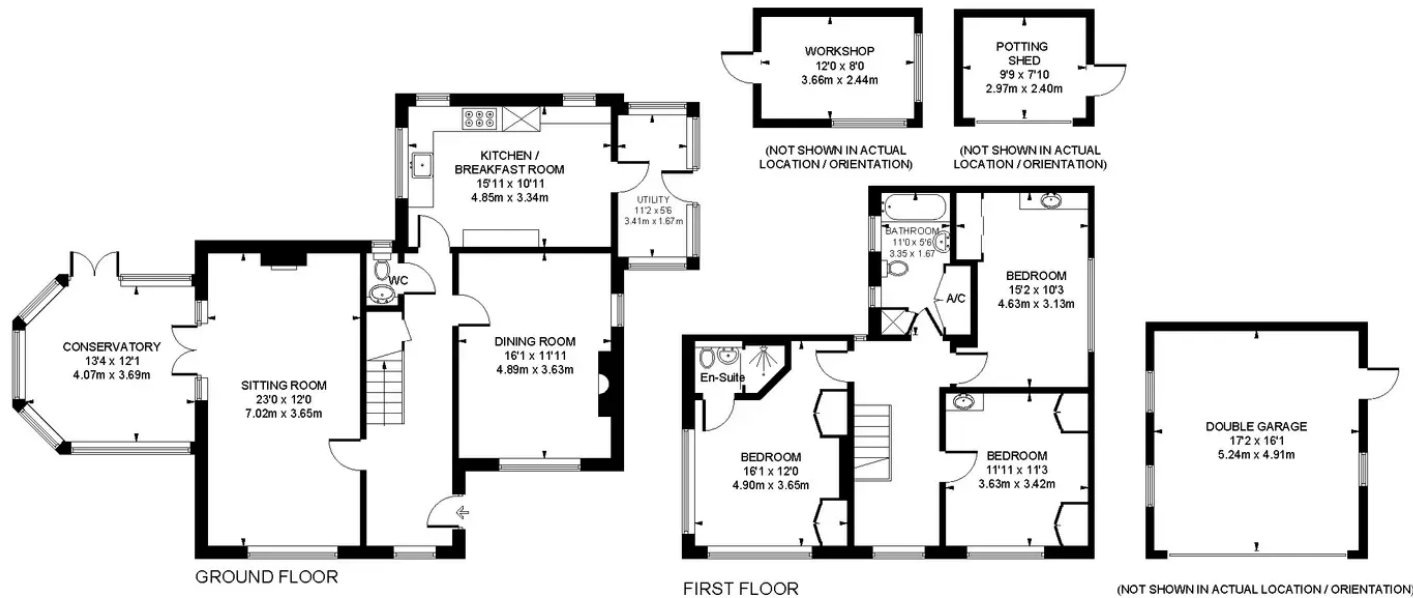 WORKSHOP
12'0 x 8'0
3.66m x 2.44m
(NOT SHOWN IN ACTUAL
LOCATION / ORIENTATION)
POTTING
SHED
9'9 x 7'10
2.97m x 2.40m
(NOT SHOWN IN ACTUAL
LOCATION / ORIENTATION)
KITCHEN /
BREAKFAST ROOM
15'11 x 10'11
4.85m x 3.34m
UTILITY
11'2 x 5'6
3.41m x 1.67m
WC
CONSERVATORY
13'4 x 12'1
4.07m x 3.69m
SITTING ROOM
23'0 x 12'0
7.02m x 3.65m
DINING ROOM
16'1 x 11'11
4.89m x 3.63m
GROUND FLOOR
BATHROOM
11'0 x 5'6
3.35 x 1.67
A/C
BEDROOM
15'2 x 10'3
4.63m x 3.13m
En-Suite
BEDROOM
16'1 x 12'0
4.90m x 3.65m
BEDROOM
11'11 x 11'3
3.63m x 3.42m
FIRST FLOOR
DOUBLE GARAGE
17'2 x 16'1
5.24m x 4.91m
(NOT SHOWN IN ACTUAL LOCATION / ORIENTATION)